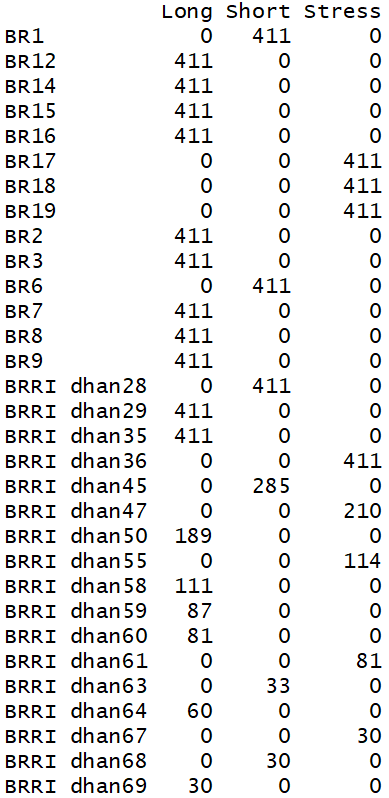 Long Short Stress
BR1 0 411 0
BR12 411 0 0
BR14 411 0 0
BR15 411 0 0
BR16 411 0 0
BR17 0 0 411
BR18 0 0 411
BR19 0 0 411
BR2 411 0 0
BR3 411 0 0
BR6 0 411 0
BR7 411 0 0
BR8 411 0 0
BR9 411 0 0
BRRI dhan28 0 411 0
BRRI dhan29 411 0 0
BRRI dhan35 411 0 0
BRRI dhan36 0 0 411
BRRI dhan45 0 285 0
BRRI dhan47 0 0 210
BRRI dhan50 189 0 0
BRRI dhan55 0 0 114
BRRI dhan58 111 0 0
BRRI dhan59 87 0 0
BRRI dhan60 81 0 0
BRRI dhan61 0 0 81
BRRI dhan63 0 33 0
BRRI dhan64 60 0 0
BRRI dhan67 0 0 30
BRRI dhan68 0 30 0
BRRI dhan69 30 0 0